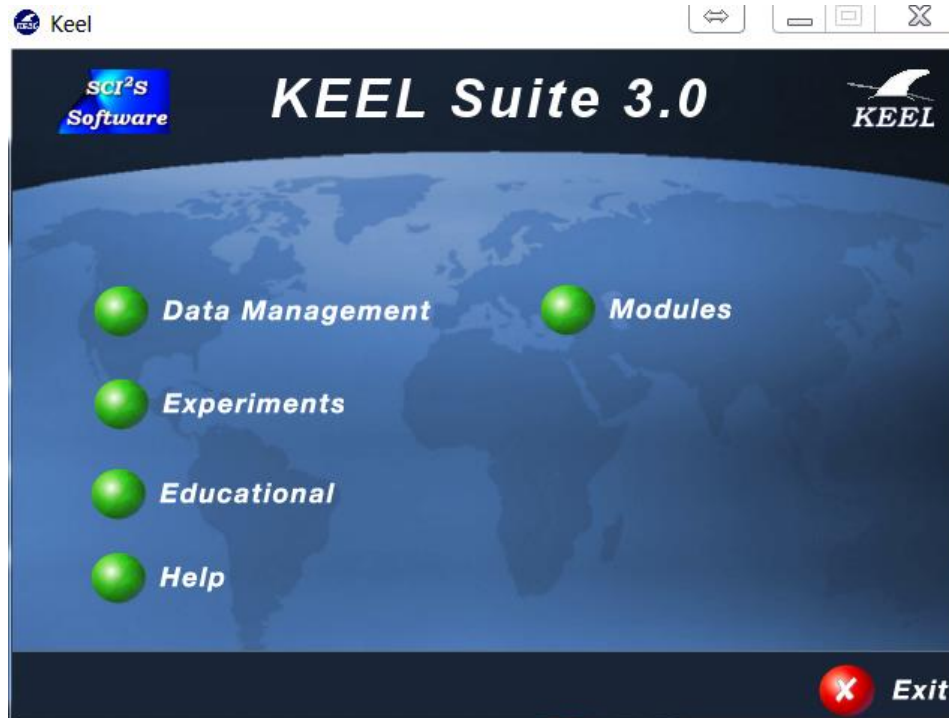 Keel
SCI²S
Software
KEEL Suite 3.0
KEEL
Data Management
Modules
Experiments
Educational
Help
Exit